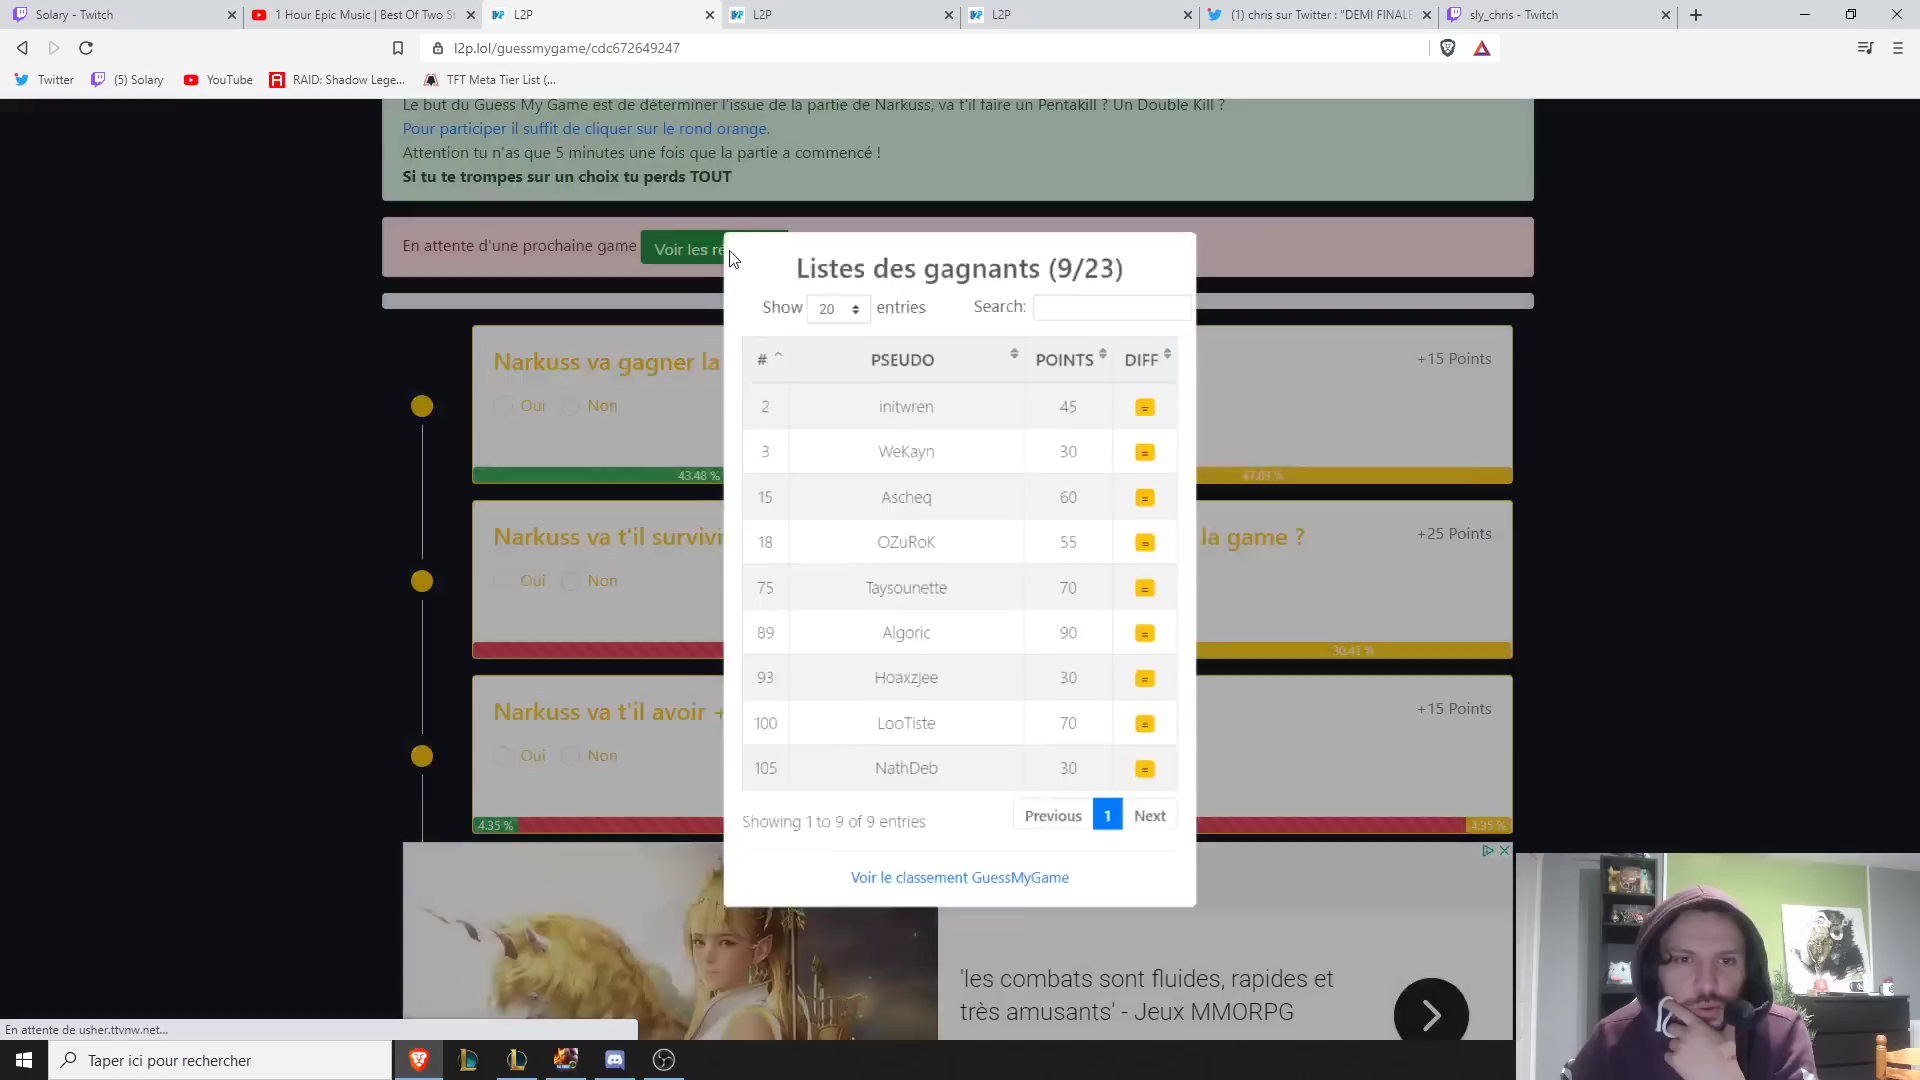 Solary - Twitch
1 Hour Epic Music | Best Of Two St
L2P
L2P
L2P
(1) chris sur Twitter : "DEMI FINALE
sly_chris - Twitch
l2p.lol/guessmygame/cdc672649247
Twitter
(5) Solary
YouTube
RAID: Shadow Lege...
TFT Meta Tier List (...
Le but du Guess My Game est de déterminer l'issue de la partie de Narkuss, va t'il faire un Pentakill ? Un Double Kill ?
Pour participer il suffit de cliquer sur le rond orange.
Attention tu n'as que 5 minutes une fois que la partie a commencé !
Si tu te trompes sur un choix tu perds TOUT
En attente d'une prochaine game
Voir les ré
Listes des gagnants (9/23)
Show 20 entries
Search:
# PSEUDO POINTS DIFF
2 initwren 45 =
3 WeKayn 30 =
15 Ascheq 60 =
18 OZuRoK 55 =
75 Taysounette 70 =
89 Algoric 90 =
93 Hoaxzjee 30 =
100 LooTiste 70 =
105 NathDeb 30 =
Showing 1 to 9 of 9 entries
Previous 1 Next
Voir le classement GuessMyGame
Narkuss va gagner la
+15 Points
Oui Non
43.48 %
47.83 %
Narkuss va t'il surviv
la game ?
+25 Points
Oui Non
30.43 %
Narkuss va t'il avoir +
+15 Points
Oui Non
4.35 %
4.35 %
'les combats sont fluides, rapides et
très amusants' - Jeux MMORPG
En attente de usher.ttvnw.net...
Taper ici pour rechercher